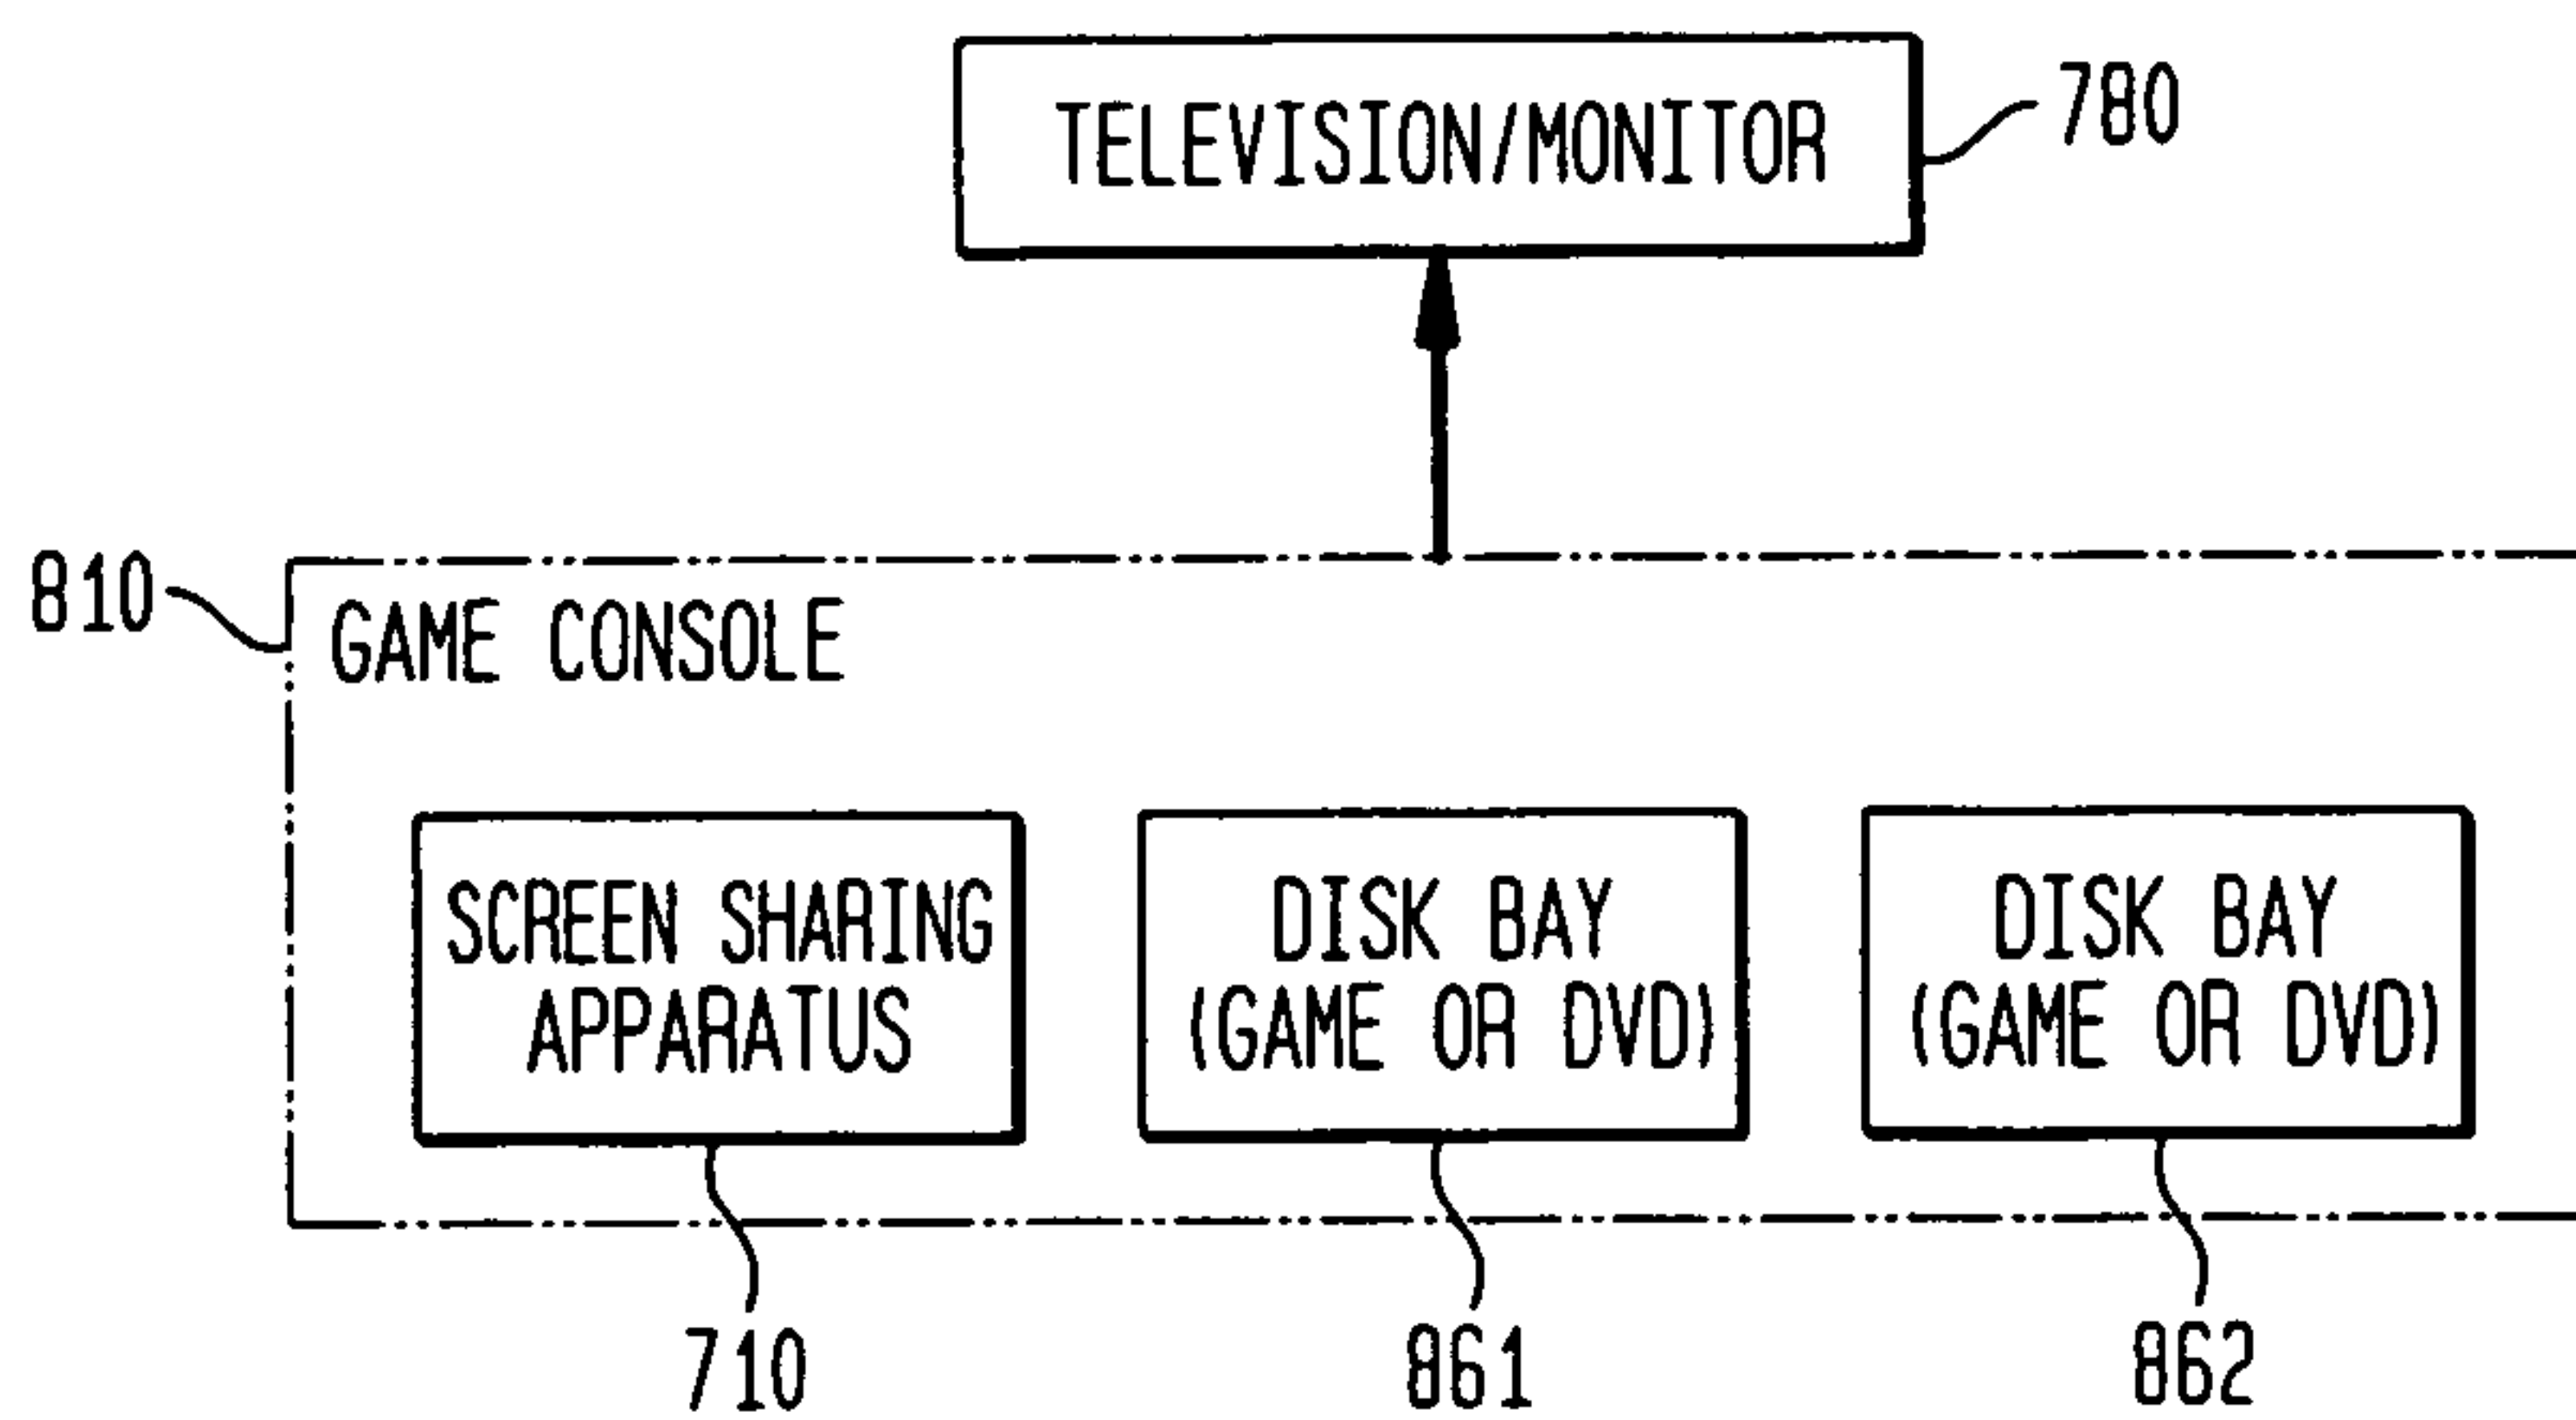 TELEVISION/MONITOR
780
810
GAME CONSOLE
SCREEN SHARING
APPARATUS
DISK BAY
(GAME OR DVD)
DISK BAY
(GAME OR DVD)
710
861
862